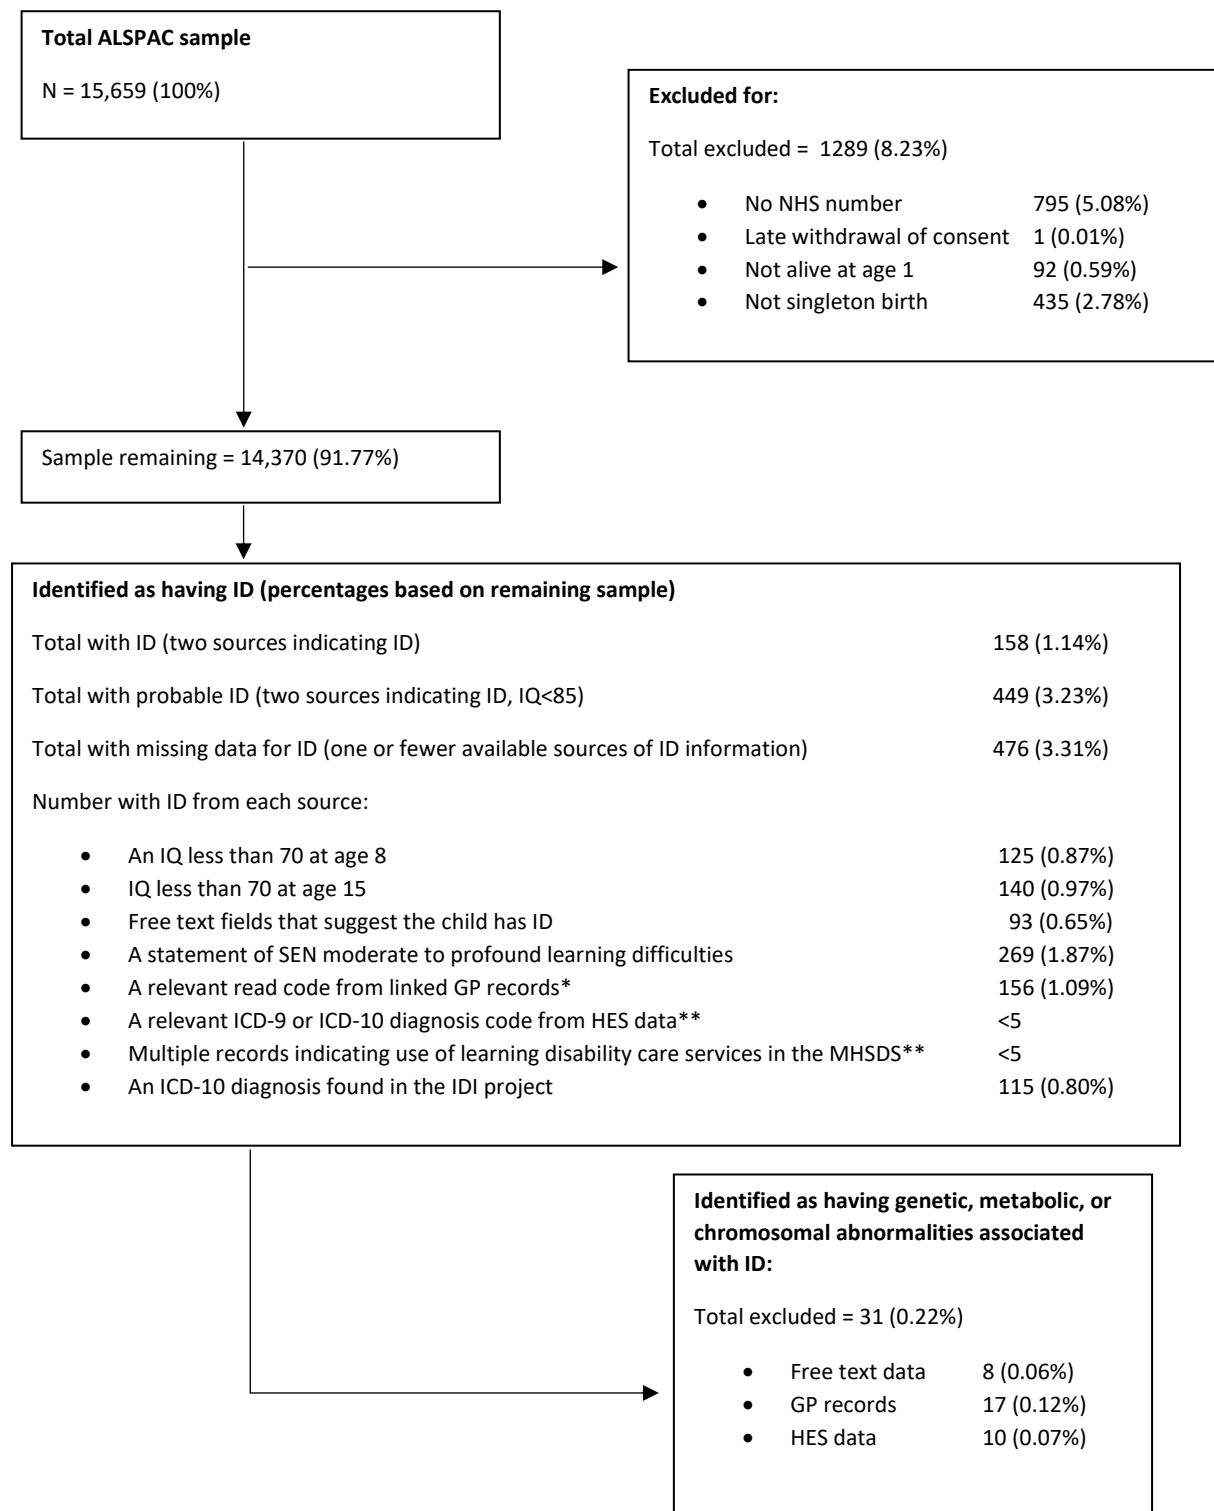 Total ALSPAC sample
N = 15,659 (100%)
Excluded for:
Total excluded = 1289 (8.23%)
• No NHS number 795 (5.08%)
• Late withdrawal of consent 1 (0.01%)
• Not alive at age 1 92 (0.59%)
• Not singleton birth 435 (2.78%)
Sample remaining = 14,370 (91.77%)
Identified as having ID (percentages based on remaining sample)
Total with ID (two sources indicating ID) 158 (1.14%)
Total with probable ID (two sources indicating ID, IQ<85) 449 (3.23%)
Total with missing data for ID (one or fewer available sources of ID information) 476 (3.31%)
Number with ID from each source:
• An IQ less than 70 at age 8 125 (0.87%)
• IQ less than 70 at age 15 140 (0.97%)
• Free text fields that suggest the child has ID 93 (0.65%)
• A statement of SEN moderate to profound learning difficulties 269 (1.87%)
• A relevant read code from linked GP records* 156 (1.09%)
• A relevant ICD-9 or ICD-10 diagnosis code from HES data** <5
• Multiple records indicating use of learning disability care services in the MHSDS** <5
• An ICD-10 diagnosis found in the IDI project 115 (0.80%)
Identified as having genetic, metabolic, or
chromosomal abnormalities associated
with ID:
Total excluded = 31 (0.22%)
• Free text data 8 (0.06%)
• GP records 17 (0.12%)
• HES data 10 (0.07%)